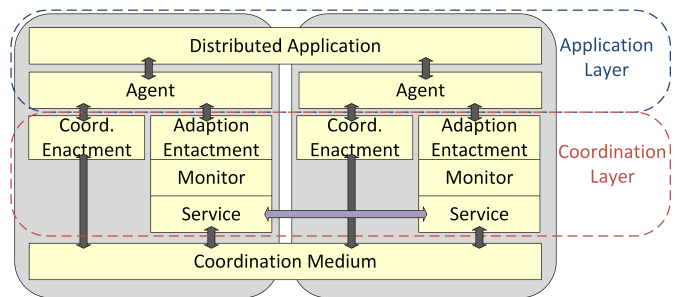 Distributed Application
Application
Layer
Agent
Agent
Coord.
Enactment
Adaption
Entactment
Coord.
Enactment
Adaption
Entactment
Coordination
Layer
Monitor
Monitor
Service
Service
Coordination Medium